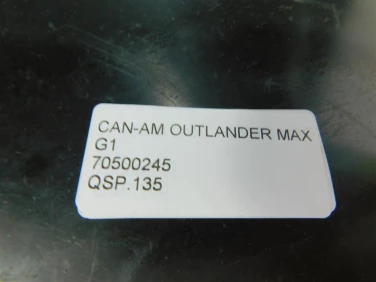 CAN-AM OUTLANDER MAX
G1
70500245
QSP.135